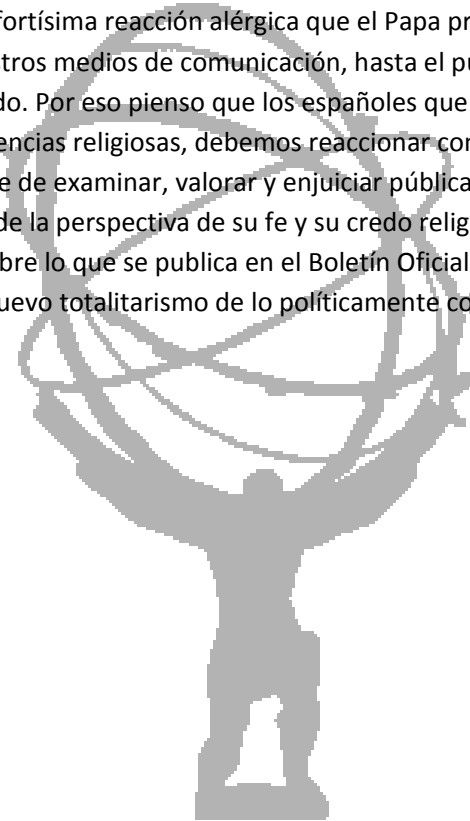 fortísima reacción alérgica que el Papa pr
stros medios de comunicación, hasta el pu
do. Por eso pienso que los españoles que
encias religiosas, debemos reaccionar con
e de examinar, valorar y enjuiciar pública
de la perspectiva de su fe y su credo relig
bre lo que se publica en el Boletín Oficial
uevo totalitarismo de lo políticamente co